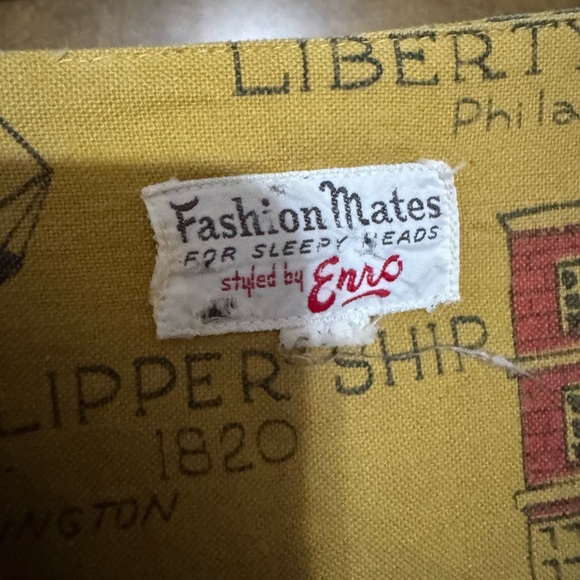 LIBERTY
Phila
Fashion Mates
FOR SLEEPY HEADS
styled by Enro
LIPPER SHIP
1820
INGTON